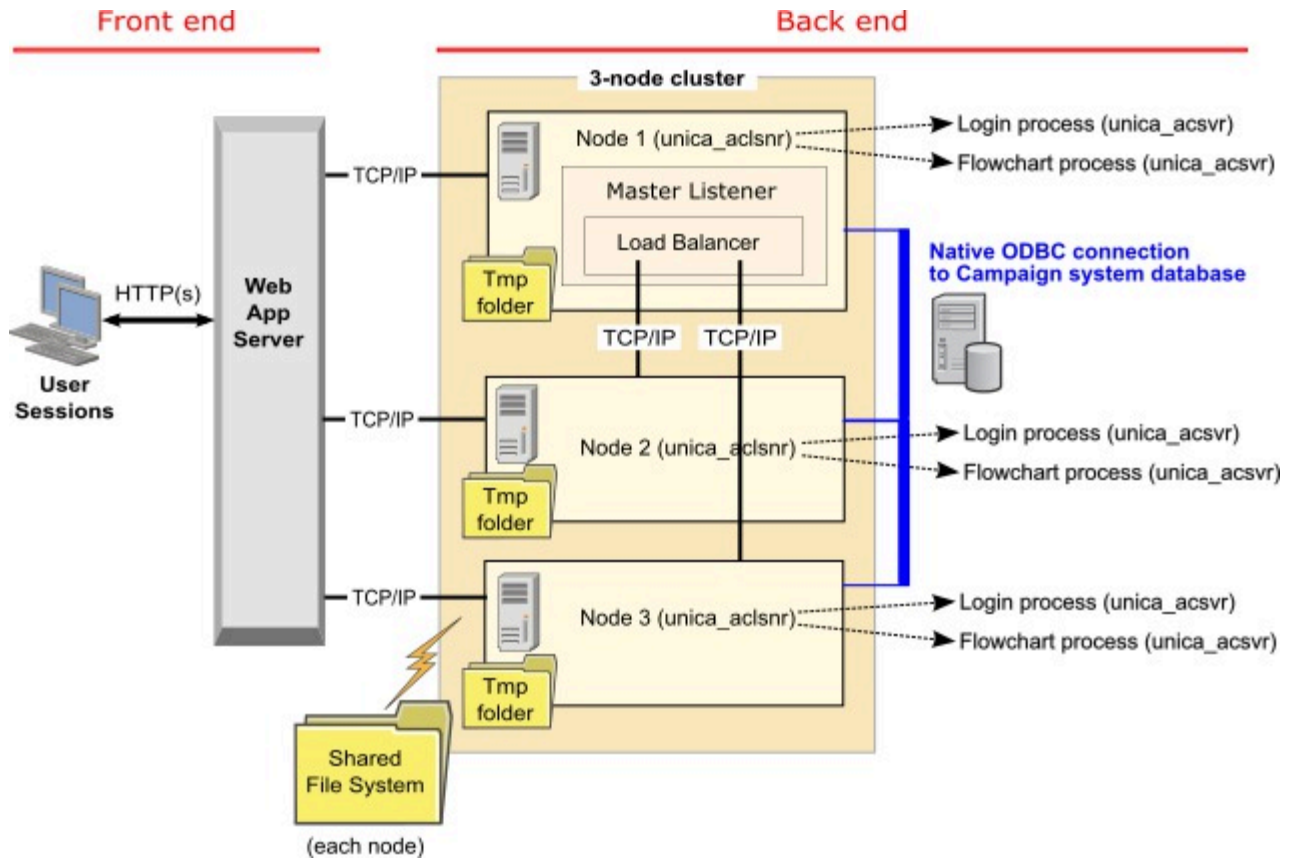 Front end
Back end
3-node cluster
Node 1 (unica_aclsnr)
Login process (unica_acsvr)
Flowchart process (unica_acsvr)
TCP/IP
Master Listener
Load Balancer
Tmp
folder
Native ODBC connection
to Campaign system database
HTTP(s)
Web
App
Server
User
Sessions
TCP/IP
TCP/IP
TCP/IP
Node 2 (unica_aclsnr)
Login process (unica_acsvr)
Flowchart process (unica_acsvr)
Tmp
folder
TCP/IP
Node 3 (unica_aclsnr)
Login process (unica_acsvr)
Flowchart process (unica_acsvr)
Tmp
folder
Shared
File System
(each node)